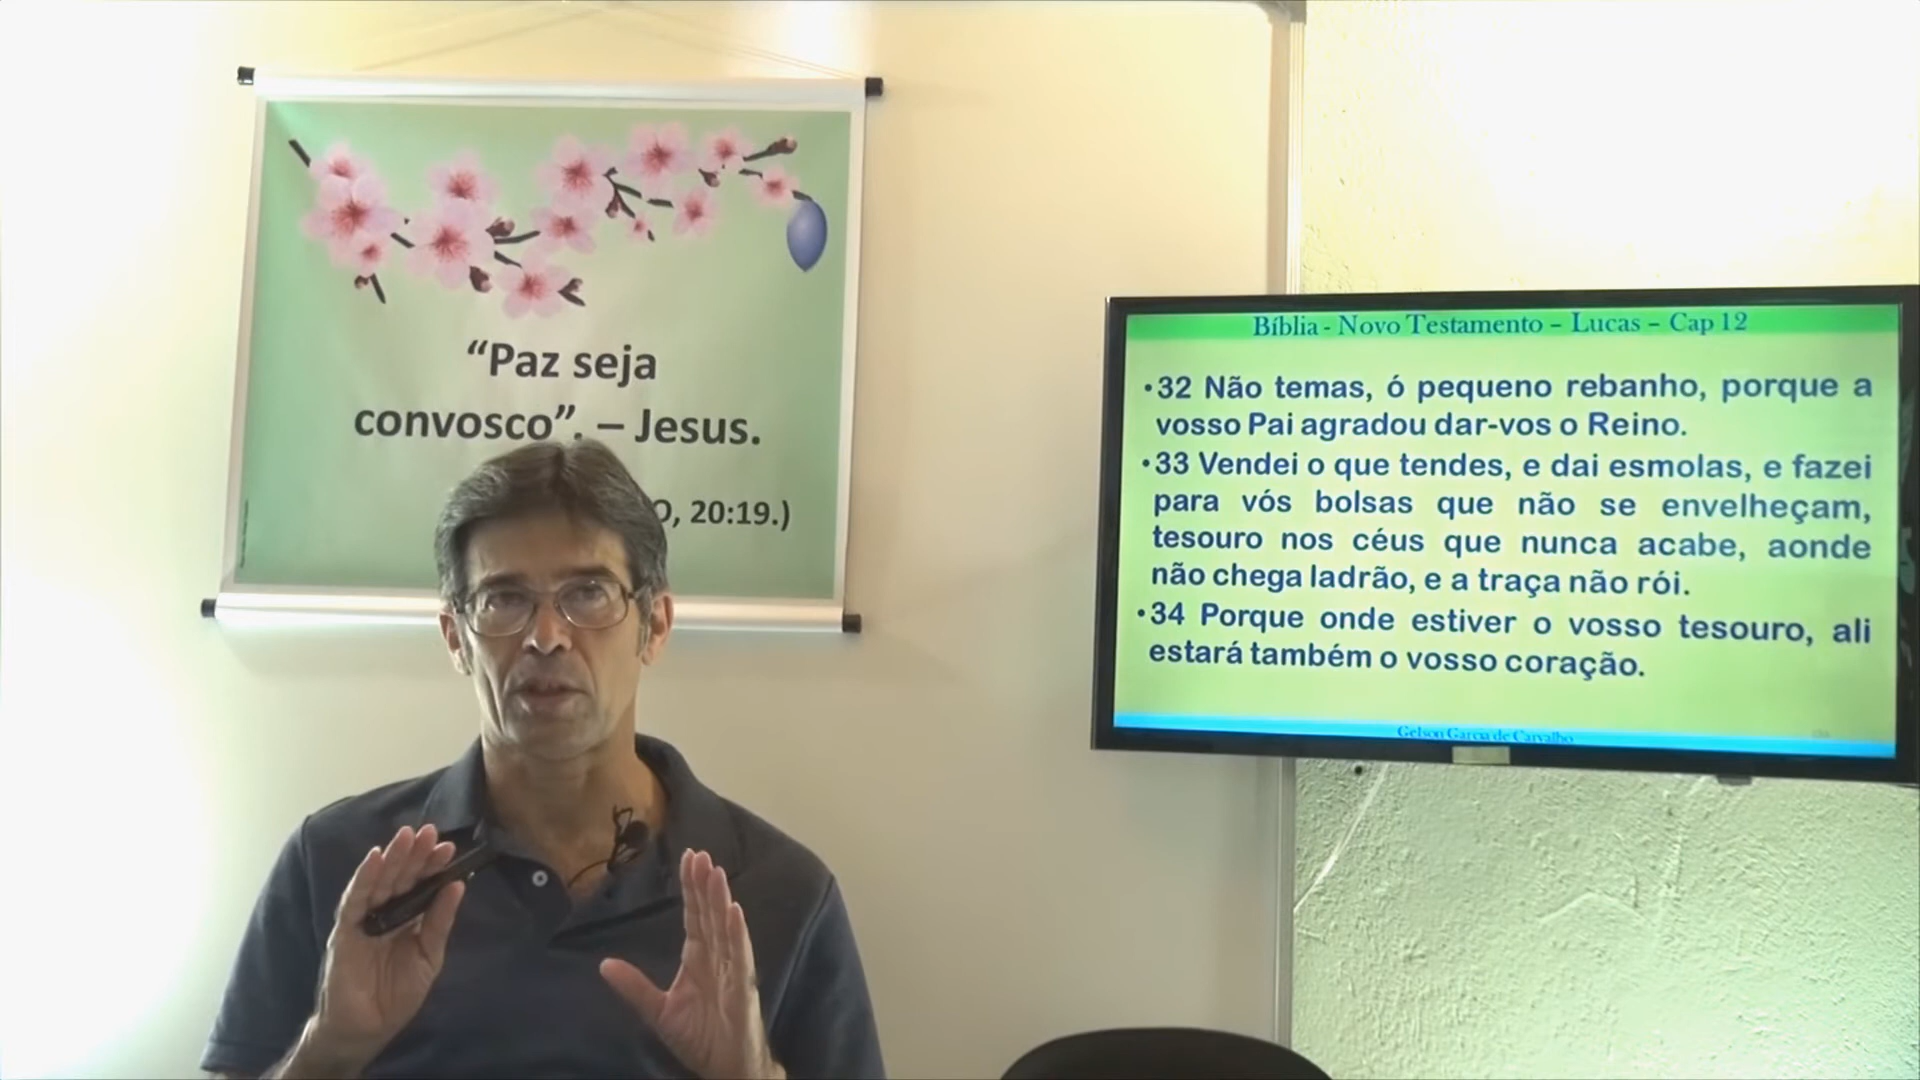 “Paz seja
convosco”. – Jesus.
O, 20:19.)
Bíblia - Novo Testamento – Lucas – Cap 12
•32 Não temas, ó pequeno rebanho, porque a
vosso Pai agradou dar-vos o Reino.
•33 Vendei o que tendes, e dai esmolas, e fazei
para vós bolsas que não se envelheçam,
tesouro nos céus que nunca acabe, aonde
não chega ladrão, e a traça não rói.
•34 Porque onde estiver o vosso tesouro, ali
estará também o vosso coração.
Gelson Garcia de Carvalho